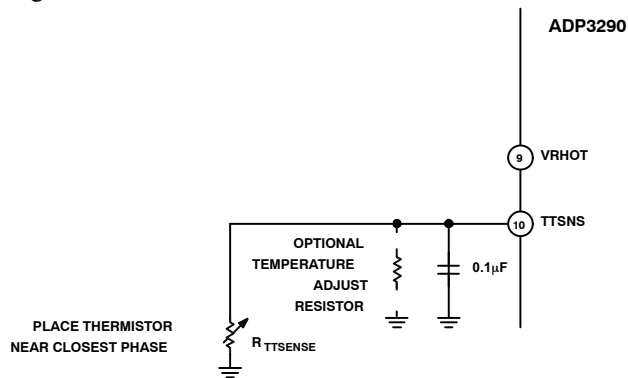 ADP3290
9 VRHOT
10 TTSNS
OPTIONAL
TEMPERATURE
ADJUST
RESISTOR
0.1μF
PLACE THERMISTOR
NEAR CLOSEST PHASE
R TTSENSE